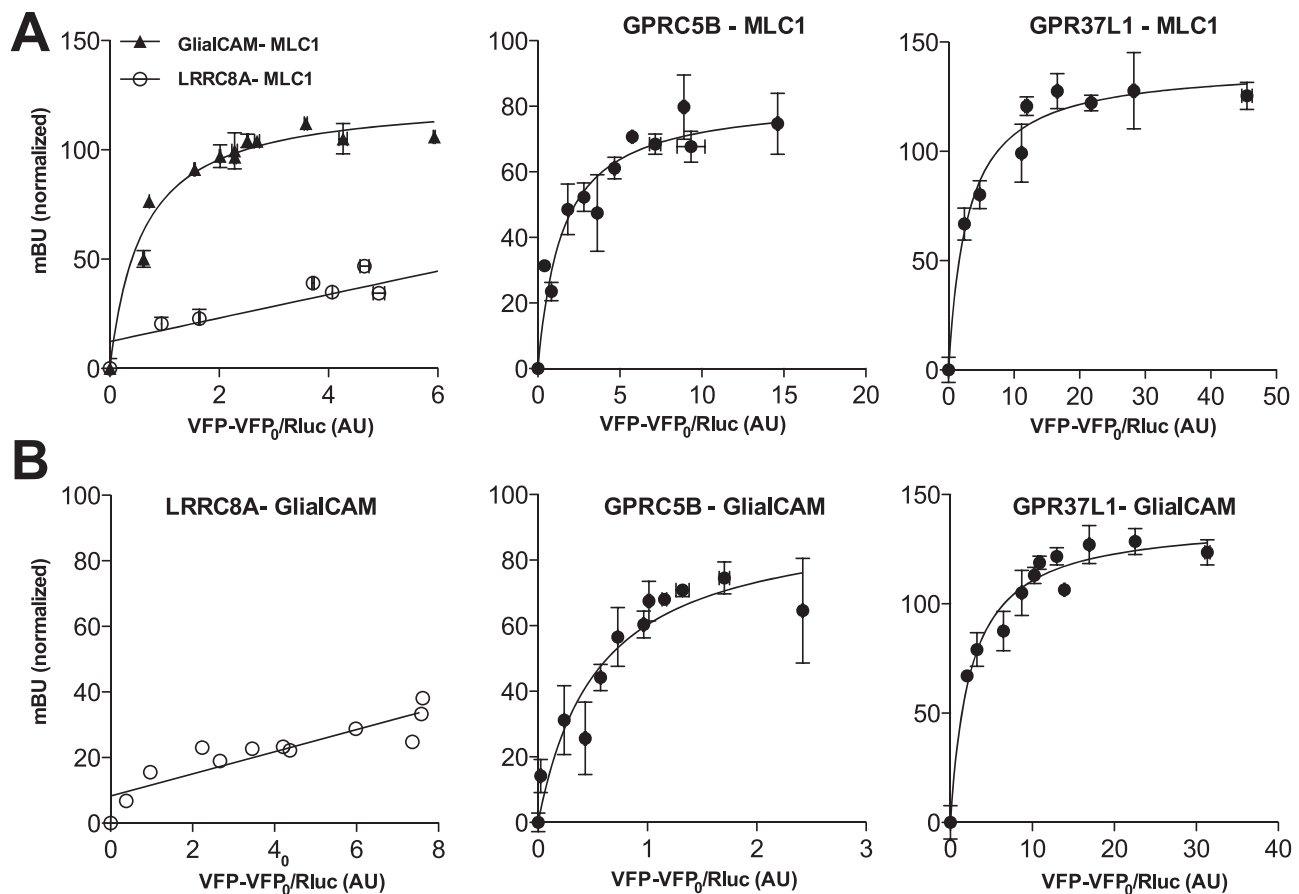 A
GlialCAM- MLC1
LRRC8A- MLC1
GPRC5B - MLC1
GPR37L1 - MLC1
mBU (normalized)
150
100
50
0
0 2 4 6
VFP-VFP0/Rluc (AU)
100
80
60
40
20
0
0 5 10 15 20
VFP-VFP0/Rluc (AU)
150
100
50
0
0 10 20 30 40 50
VFP-VFP0/Rluc (AU)
B
LRRC8A- GlialCAM
GPRC5B - GlialCAM
GPR37L1- GlialCAM
mBU (normalized)
100
80
60
40
20
0
0 2 4 0 6 8
VFP-VFP0/Rluc (AU)
100
80
60
40
20
0
0 1 2 3
VFP-VFP0/Rluc (AU)
150
100
50
0
0 10 20 30 40
VFP-VFP0/Rluc (AU)